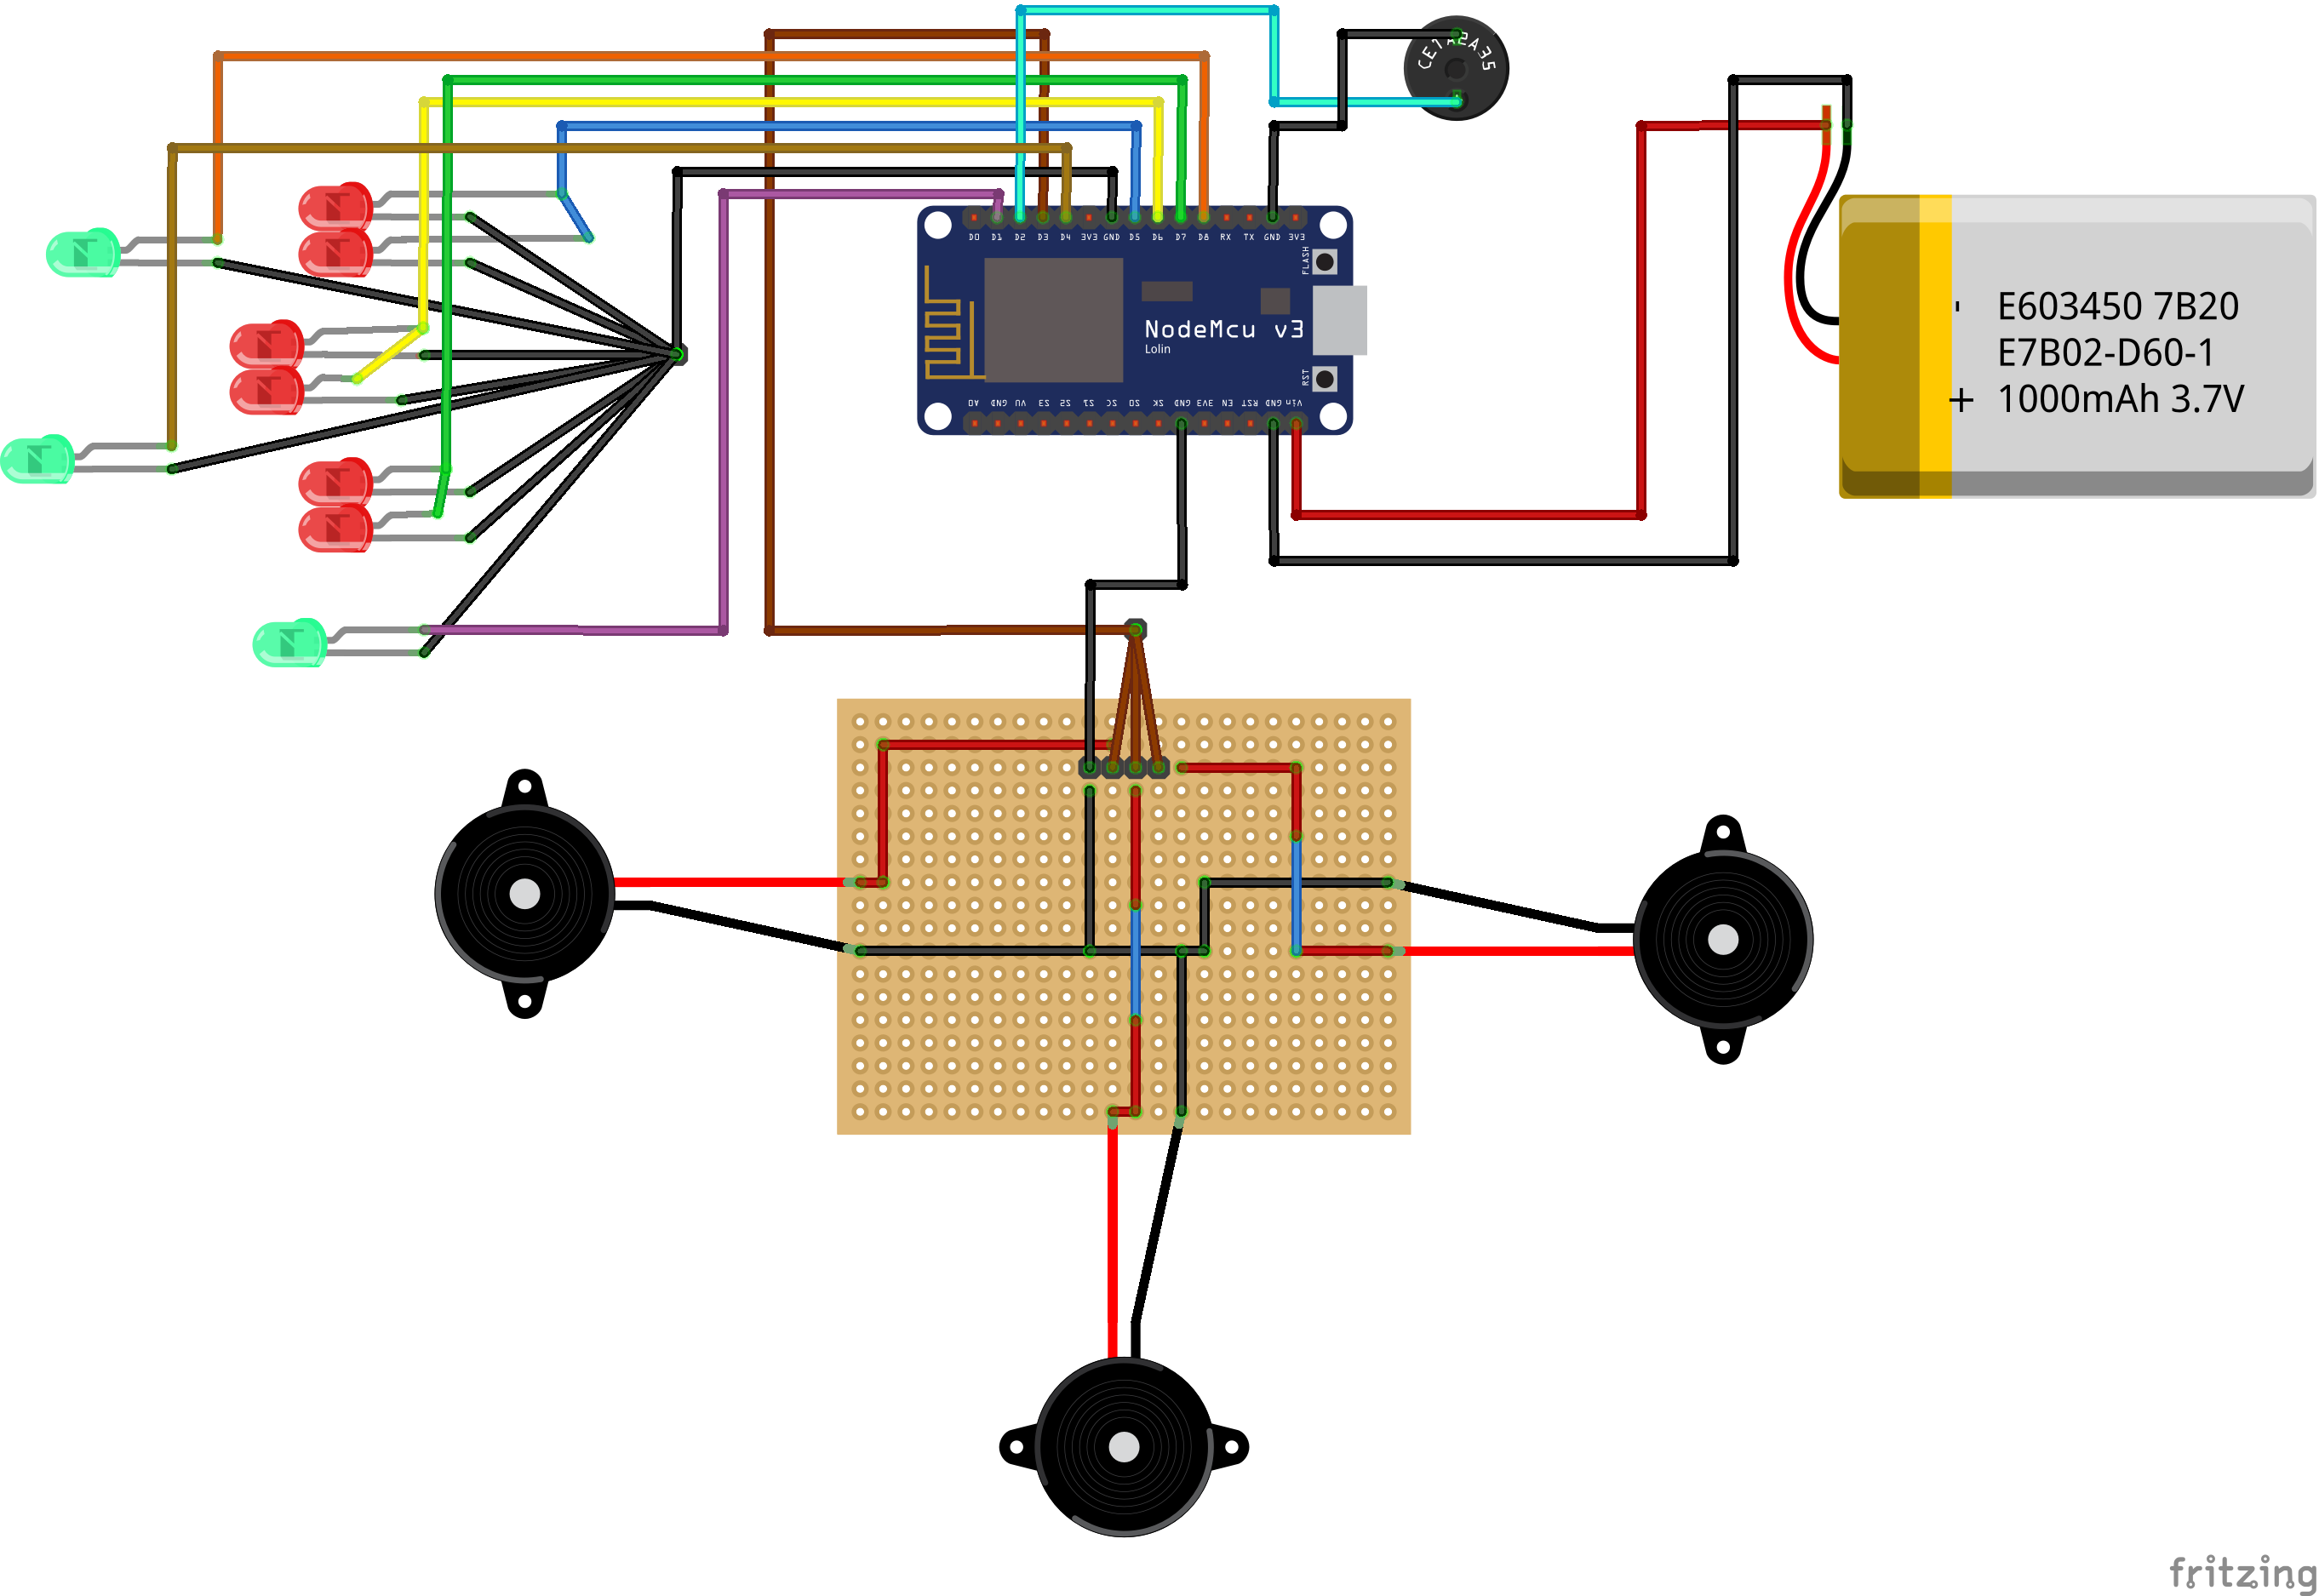 CE7A2A35
D0 D1 D2 D3 D4 3V3 GND D5 D6 D7 D8 RX TX GND 3V3
FLASH
- E603450 7B20
NodeMcu v3
Lolin
E7B02-D60-1
RST
+ 1000mAh 3.7V
A0 GND VU S3 S2 S1 SC S0 SK GND 3V3 EN RST GND Vin
fritzing